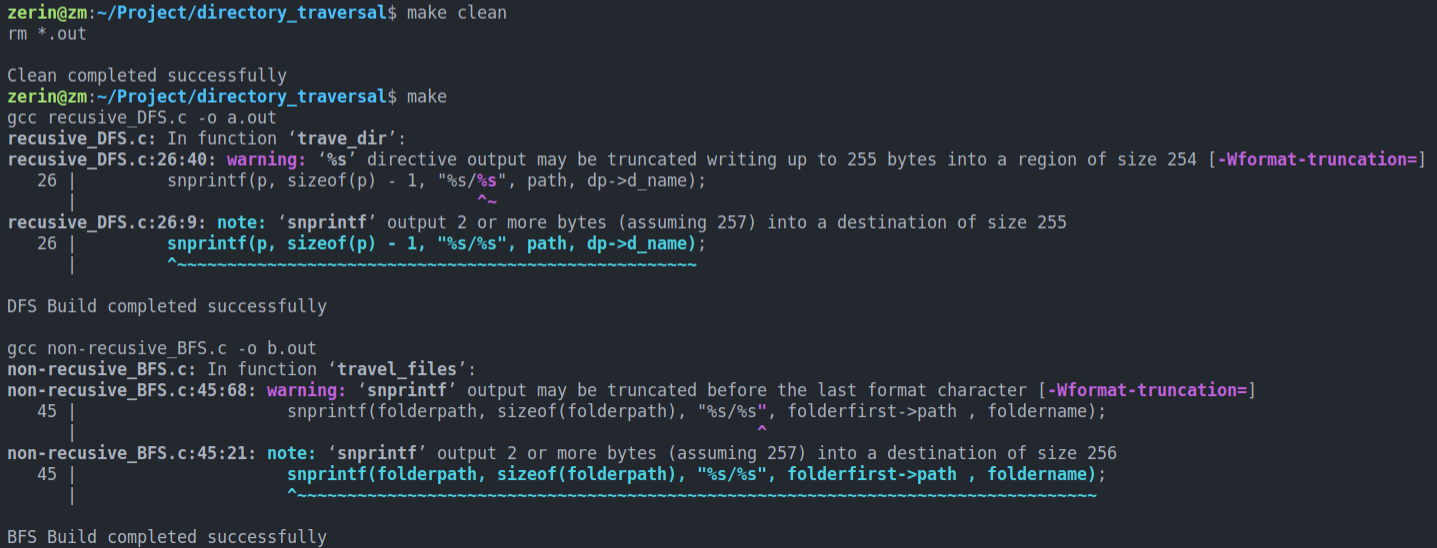 zerin@zm:~/Project/directory_traversal$ make clean
rm *.out
Clean completed successfully
zerin@zm:~/Project/directory_traversal$ make
gcc recusive_DFS.c -o a.out
recusive_DFS.c: In function ‘trave_dir’:
recusive_DFS.c:26:40: warning: ‘%s’ directive output may be truncated writing up to 255 bytes into a region of size 254 [-Wformat-truncation=]
   26 |         snprintf(p, sizeof(p) - 1, "%s/%s", path, dp->d_name);
      |                                        ^~
recusive_DFS.c:26:9: note: ‘snprintf’ output 2 or more bytes (assuming 257) into a destination of size 255
   26 |         snprintf(p, sizeof(p) - 1, "%s/%s", path, dp->d_name);
      |         ^~~~~~~~~~~~~~~~~~~~~~~~~~~~~~~~~~~~~~~~~~~~~~~~~~~~~
DFS Build completed successfully
gcc non-recusive_BFS.c -o b.out
non-recusive_BFS.c: In function ‘travel_files’:
non-recusive_BFS.c:45:68: warning: ‘snprintf’ output may be truncated before the last format character [-Wformat-truncation=]
   45 |                     snprintf(folderpath, sizeof(folderpath), "%s/%s", folderfirst->path , foldername);
      |                                                                    ^
non-recusive_BFS.c:45:21: note: ‘snprintf’ output 2 or more bytes (assuming 257) into a destination of size 256
   45 |                     snprintf(folderpath, sizeof(folderpath), "%s/%s", folderfirst->path , foldername);
      |                     ^~~~~~~~~~~~~~~~~~~~~~~~~~~~~~~~~~~~~~~~~~~~~~~~~~~~~~~~~~~~~~~~~~~~~~~~~~~~~~~~~
BFS Build completed successfully